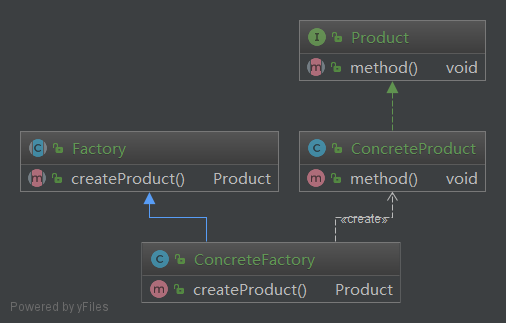 I Product
m method() void
C Factory
m createProduct() Product
C ConcreteProduct
m method() void
«create»
C ConcreteFactory
m createProduct() Product
Powered by yFiles